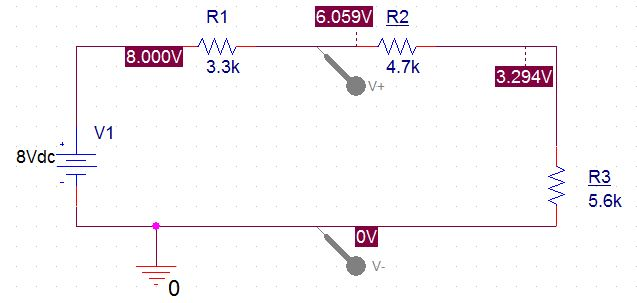 R1
6.059V
R2
8.000V
3.3k
V+
4.7k
3.294V
V1
8Vdc
+
-
R3
5.6k
0V
V-
0